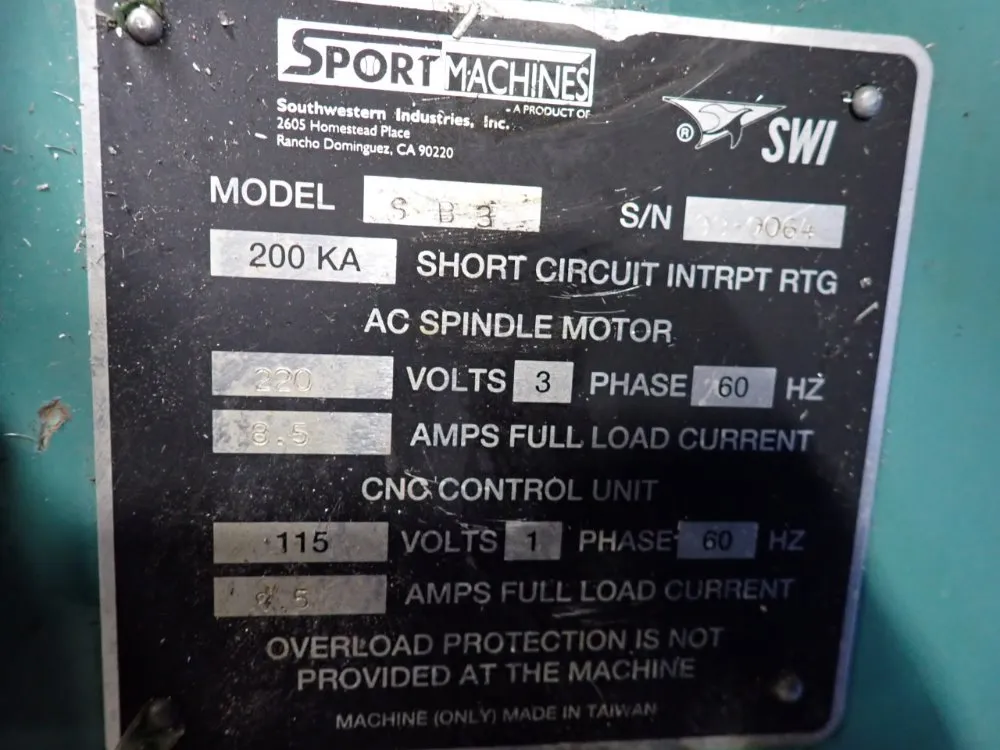 SPORT MACHINES
A PRODUCT OF
Southwestern Industries, Inc.
2605 Homestead Place
Rancho Dominguez, CA 90220
® SWI
MODEL S B 3 S/N
200 KA SHORT CIRCUIT INTRPT RTG
AC SPINDLE MOTOR
220 VOLTS 3 PHASE 60 HZ
8.5 AMPS FULL LOAD CURRENT
CNC CONTROL UNIT
115 VOLTS 1 PHASE 60 HZ
AMPS FULL LOAD CURRENT
OVERLOAD PROTECTION IS NOT
PROVIDED AT THE MACHINE
MACHINE (ONLY) MADE IN TAIWAN